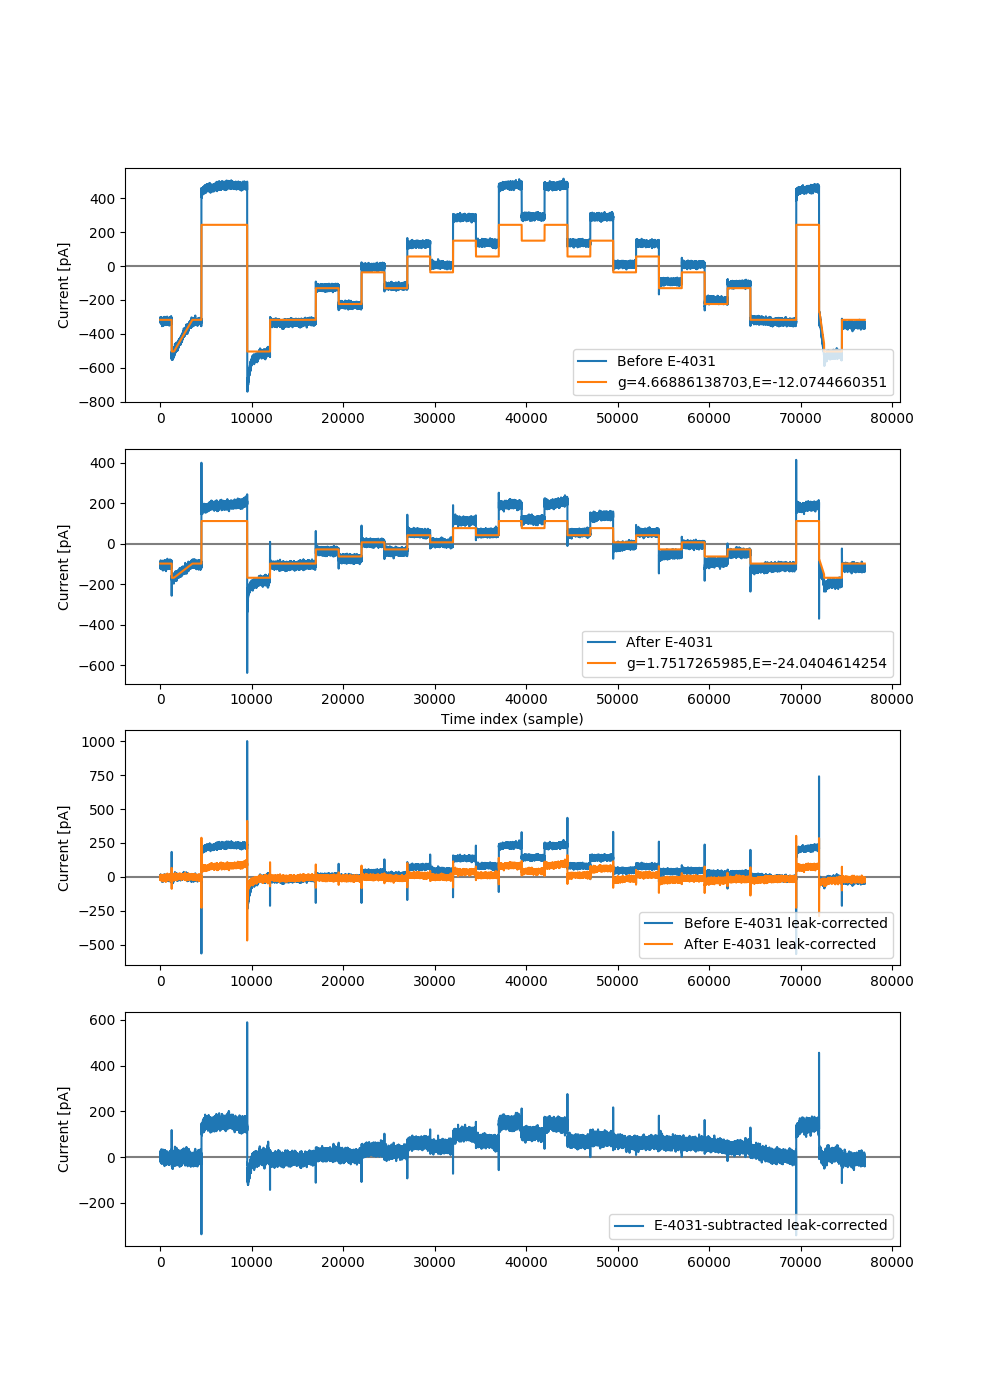 400
200
0
−200
−400
−600
−800
Current [pA]
Before E-4031
g=4.66886138703,E=-12.0744660351
0 10000 20000 30000 40000 50000 60000 70000 80000
400
200
0
−200
−400
−600
Current [pA]
After E-4031
g=1.7517265985,E=-24.0404614254
0 10000 20000 30000 40000 50000 60000 70000 80000
Time index (sample)
1000
750
500
250
0
−250
−500
Current [pA]
Before E-4031 leak-corrected
After E-4031 leak-corrected
0 10000 20000 30000 40000 50000 60000 70000 80000
600
400
200
0
−200
Current [pA]
E-4031-subtracted leak-corrected
0 10000 20000 30000 40000 50000 60000 70000 80000